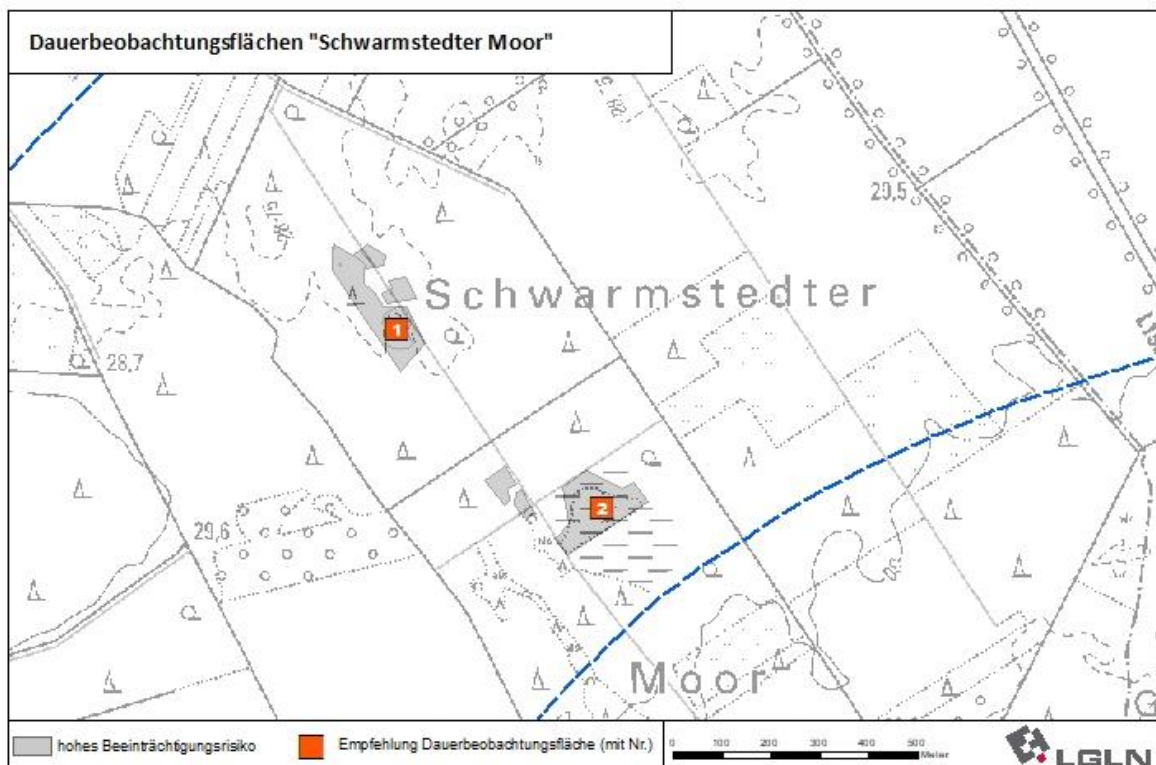 Dauerbeobachtungsflächen "Schwarmstedter Moor"
29,5
Schwarmstedter
28,7
29,6
Moor
hohes Beeinträchtigungsrisiko
Empfehlung Dauerbeobachtungsfläche (mit Nr.)
1
2
0 100 200 300 400 500
Meter
LGLN